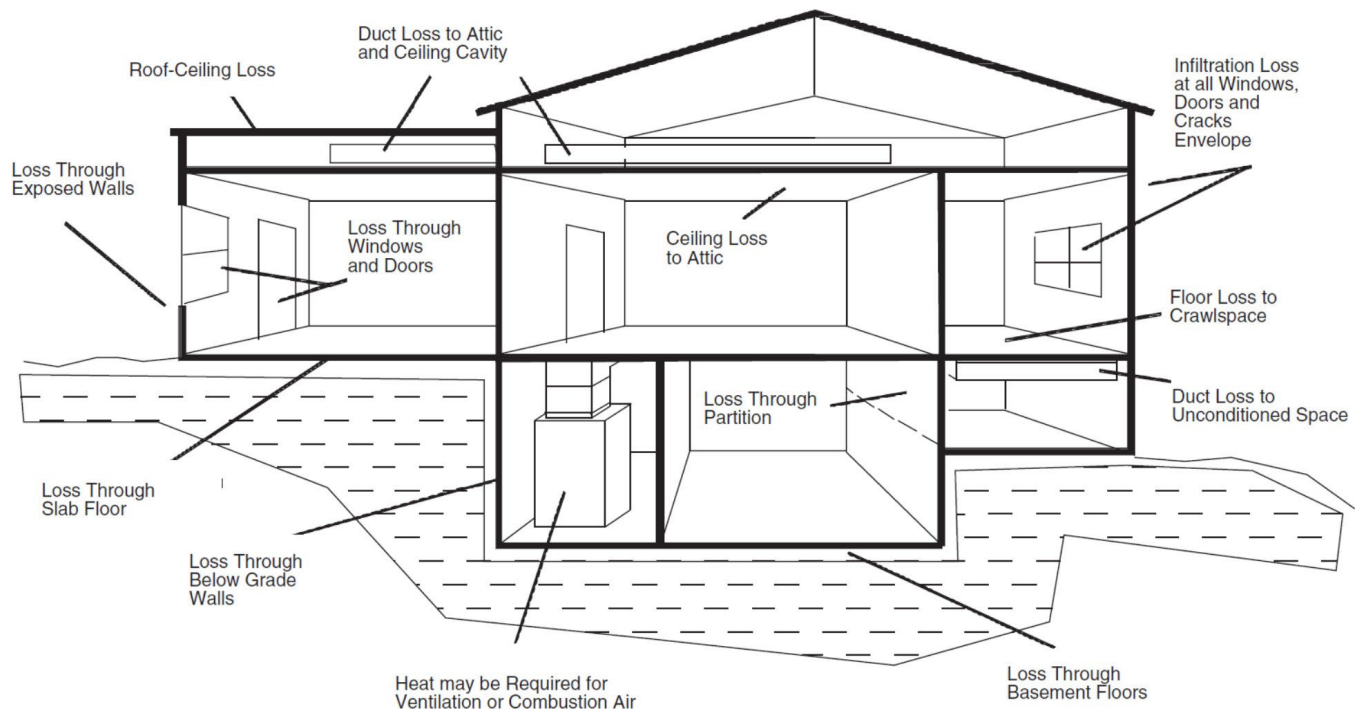 Duct Loss to Attic
and Ceiling Cavity
Roof-Ceiling Loss
Infiltration Loss
at all Windows,
Doors and
Cracks
Envelope
Loss Through
Exposed Walls
Loss Through
Windows
and Doors
Ceiling Loss
to Attic
Floor Loss to
Crawlspace
Loss Through
Partition
Duct Loss to
Unconditioned Space
Loss Through
Slab Floor
Loss Through
Below Grade
Walls
Heat may be Required for
Ventilation or Combustion Air
Loss Through
Basement Floors